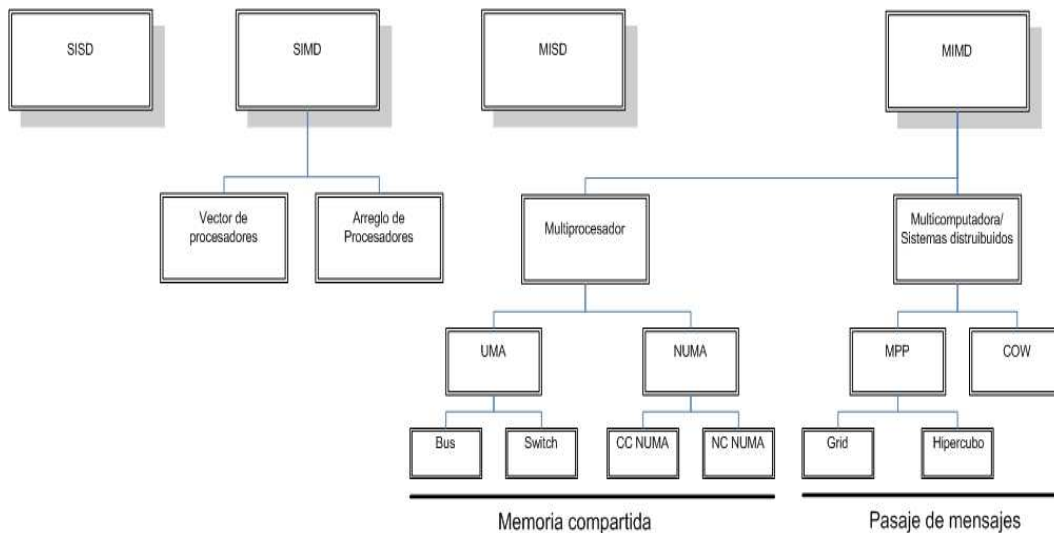 SISD
SIMD
MISD
MIMD
Vector de
procesadores
Arreglo de
Procesadores
Multiprocesador
Multicomputadora/
Sistemas distruibuidos
UMA
NUMA
MPP
COW
Bus
Switch
CC NUMA
NC NUMA
Grid
Hipercubo
Memoria compartida
Pasaje de mensajes